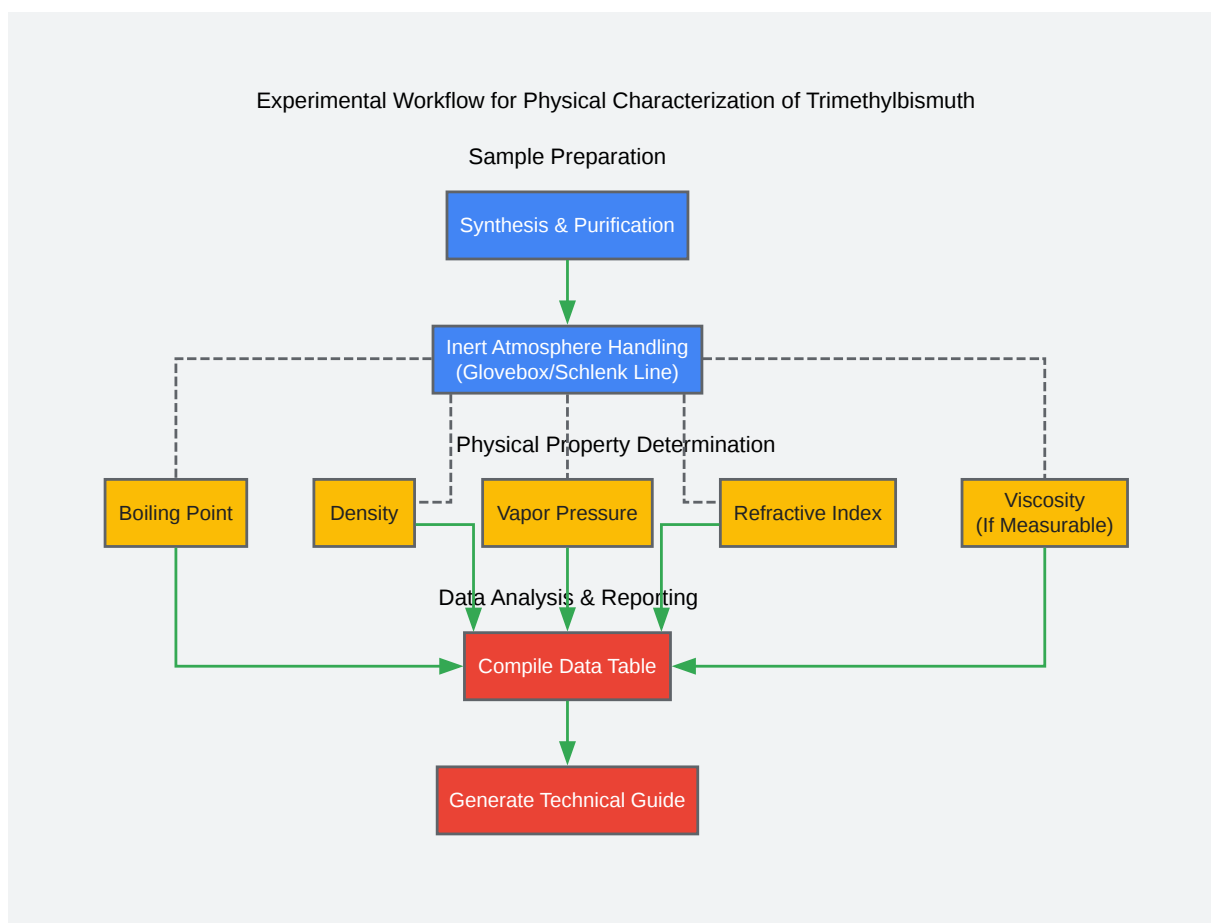 Experimental Workflow for Physical Characterization of Trimethylbismuth
Sample Preparation
Synthesis & Purification
Inert Atmosphere Handling
(Glovebox/Schlenk Line)
Physical Property Determination
Boiling Point
Density
Vapor Pressure
Refractive Index
Viscosity
(If Measurable)
Data Analysis & Reporting
Compile Data Table
Generate Technical Guide